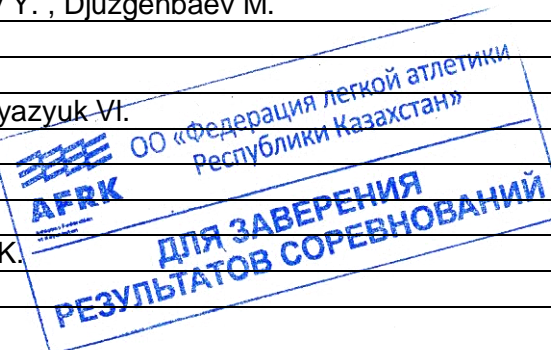 Y. , Djuzgenbaev M.
yazyuk Vl.
ОО «Федерация легкой атлетики
Республики Казахстан»
AFRK
ДЛЯ ЗАВЕРЕНИЯ
РЕЗУЛЬТАТОВ СОРЕВНОВАНИЙ
K.